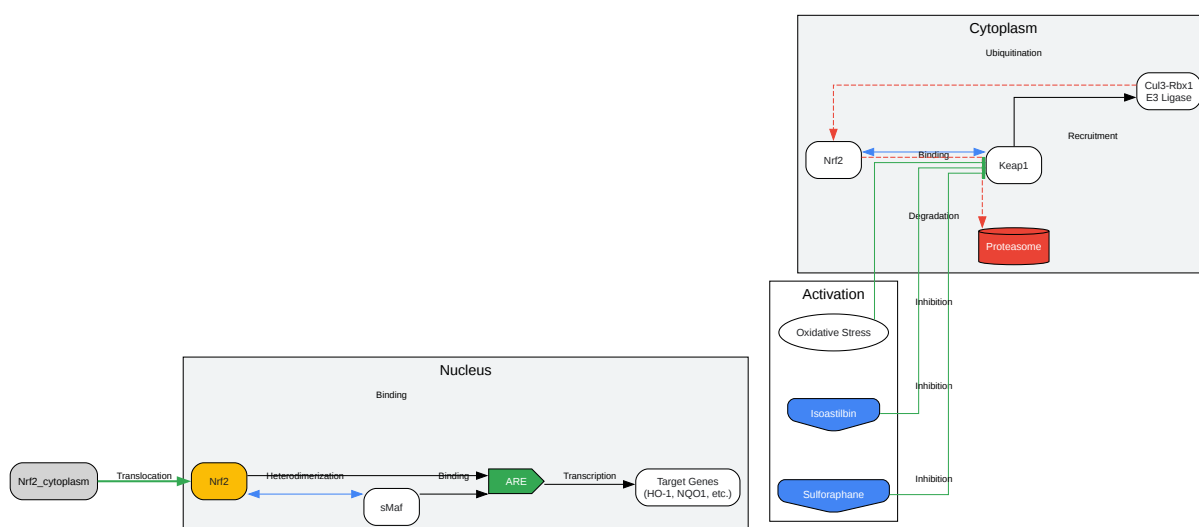 Cytoplasm
Ubiquitination
Cul3-Rbx1
E3 Ligase
Recruitment
Nrf2
Binding
Keap1
Degradation
Proteasome
Activation
Inhibition
Oxidative Stress
Inhibition
Isoastilbin
Inhibition
Sulforaphane
Nucleus
Binding
Nrf2_cytoplasm
Translocation
Nrf2
Heterodimerization
Binding
ARE
Transcription
Target Genes
(HO-1, NQO1, etc.)
sMaf